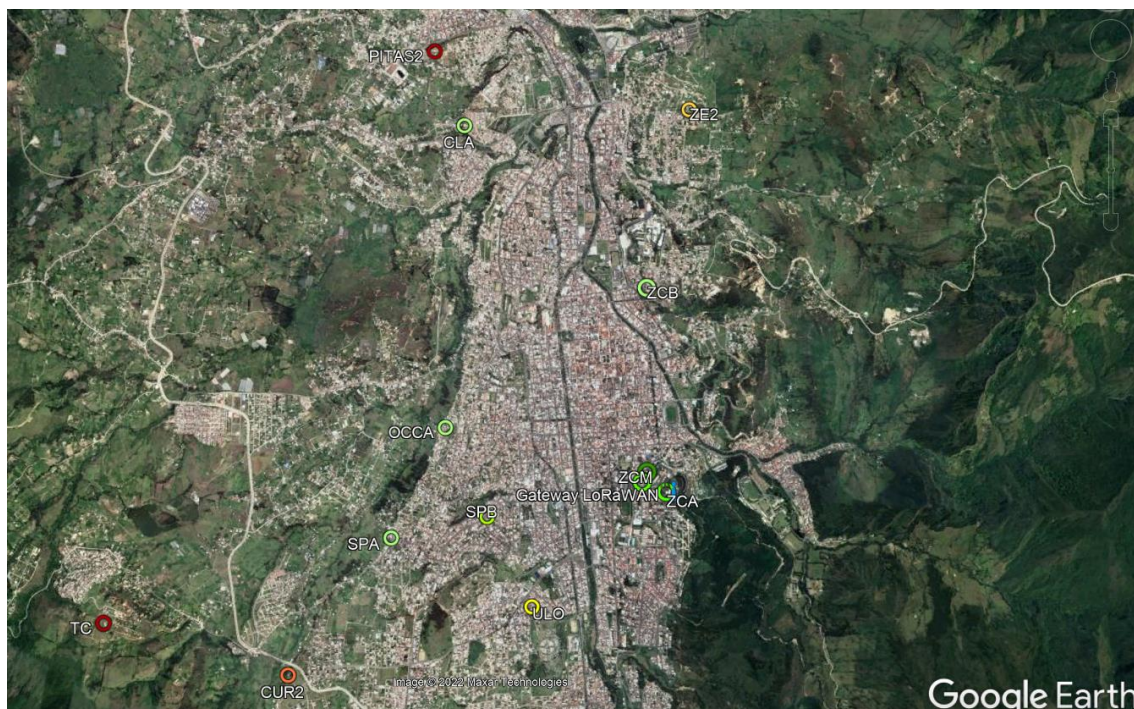 PITAS2
ZE2
CLA
ZCB
OCCA
ZCM
Gateway LoRaWAN
ZCA
SPB
SPA
ULO
TC
CUR2
Image © 2022 Maxar Technologies
Google Earth